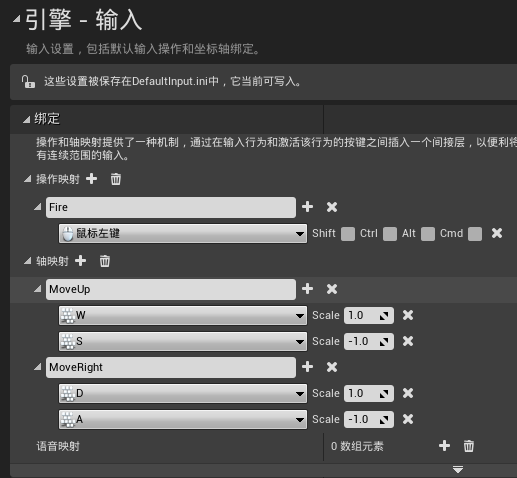 引擎 - 输入
输入设置，包括默认输入操作和坐标轴绑定。
这些设置被保存在DefaultInput.ini中，它当前可写入。
绑定
操作和轴映射提供了一种机制，通过在输入行为和激活该行为的按键之间插入一个间接层，以便利将
有连续范围的输入。
操作映射
Fire
鼠标左键 Shift Ctrl Alt Cmd
轴映射
MoveUp
W Scale 1.0
S Scale -1.0
MoveRight
D Scale 1.0
A Scale -1.0
语音映射 0 数组元素